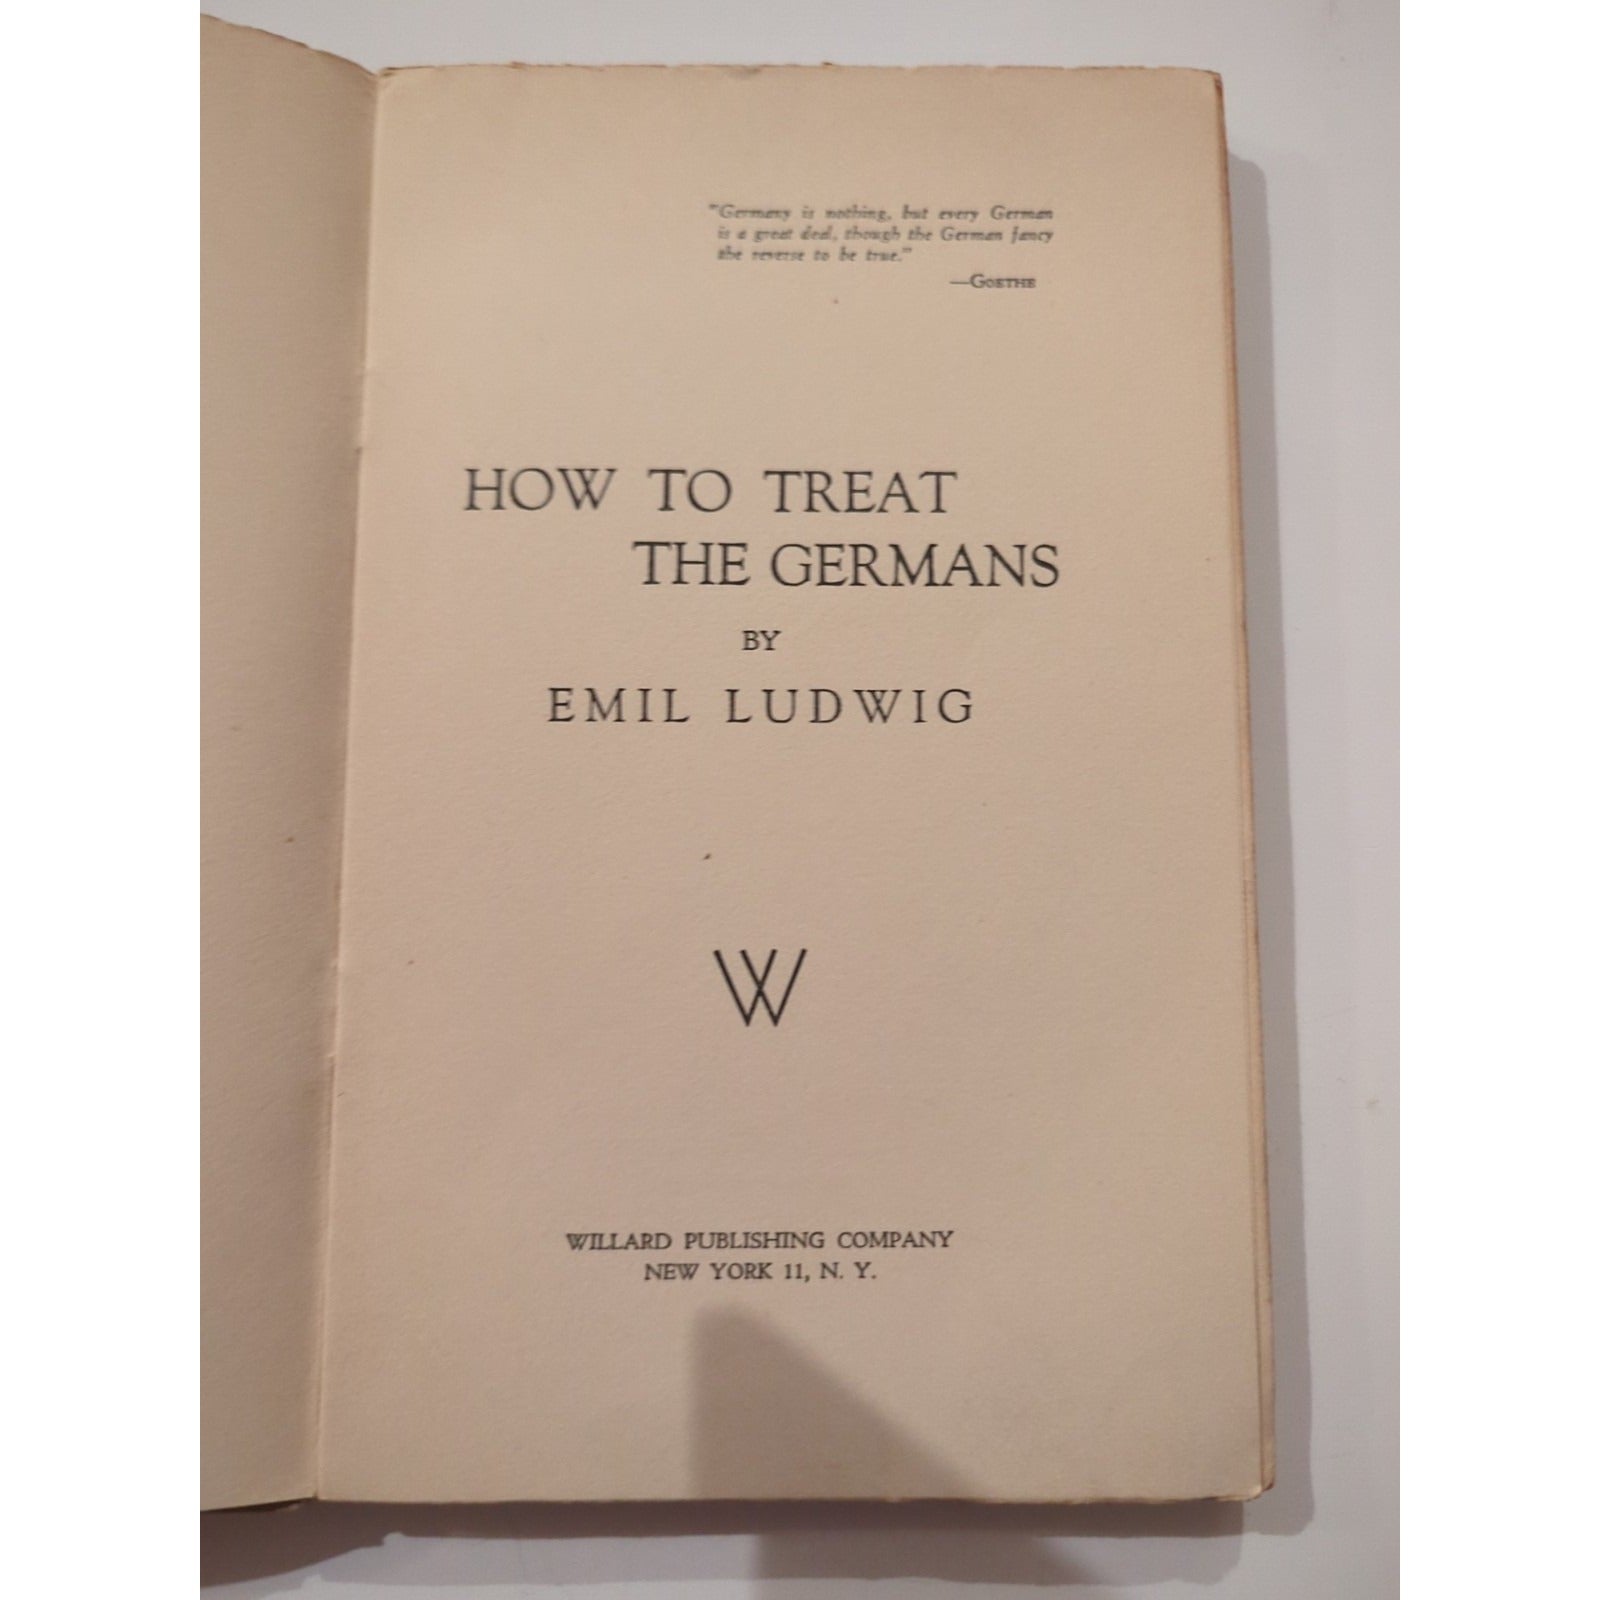 "Germany is nothing, but every German
is a great deal, though the German fancy
the reverse to be true."
—GOETHE
HOW TO TREAT
THE GERMANS
BY
EMIL LUDWIG
W
WILLARD PUBLISHING COMPANY
NEW YORK 11, N. Y.